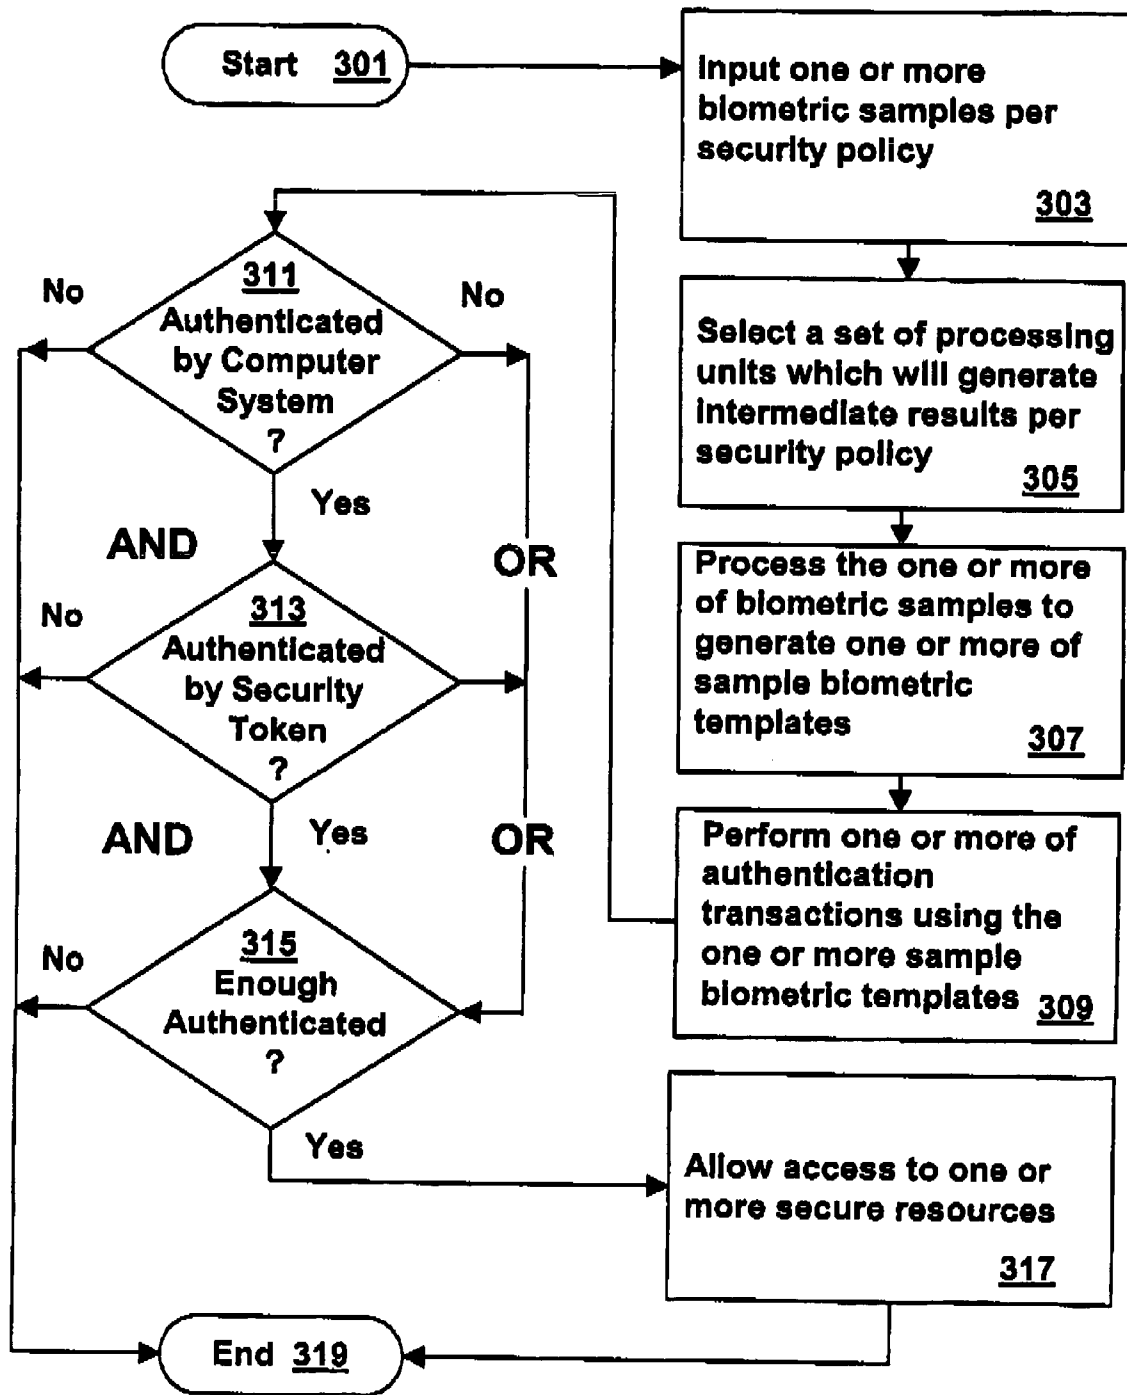 Start 301
Input one or more
biometric samples per
security policy
303
Select a set of processing
units which will generate
intermediate results per
security policy
305
Process the one or more
of biometric samples to
generate one or more of
sample biometric
templates
307
Perform one or more of
authentication
transactions using the
one or more sample
biometric templates
309
No
311
Authenticated
by Computer
System
?
No
Yes
AND
OR
No
313
Authenticated
by Security
Token
?
Yes
AND
OR
No
315
Enough
Authenticated
?
Yes
Allow access to one or
more secure resources
317
End 319